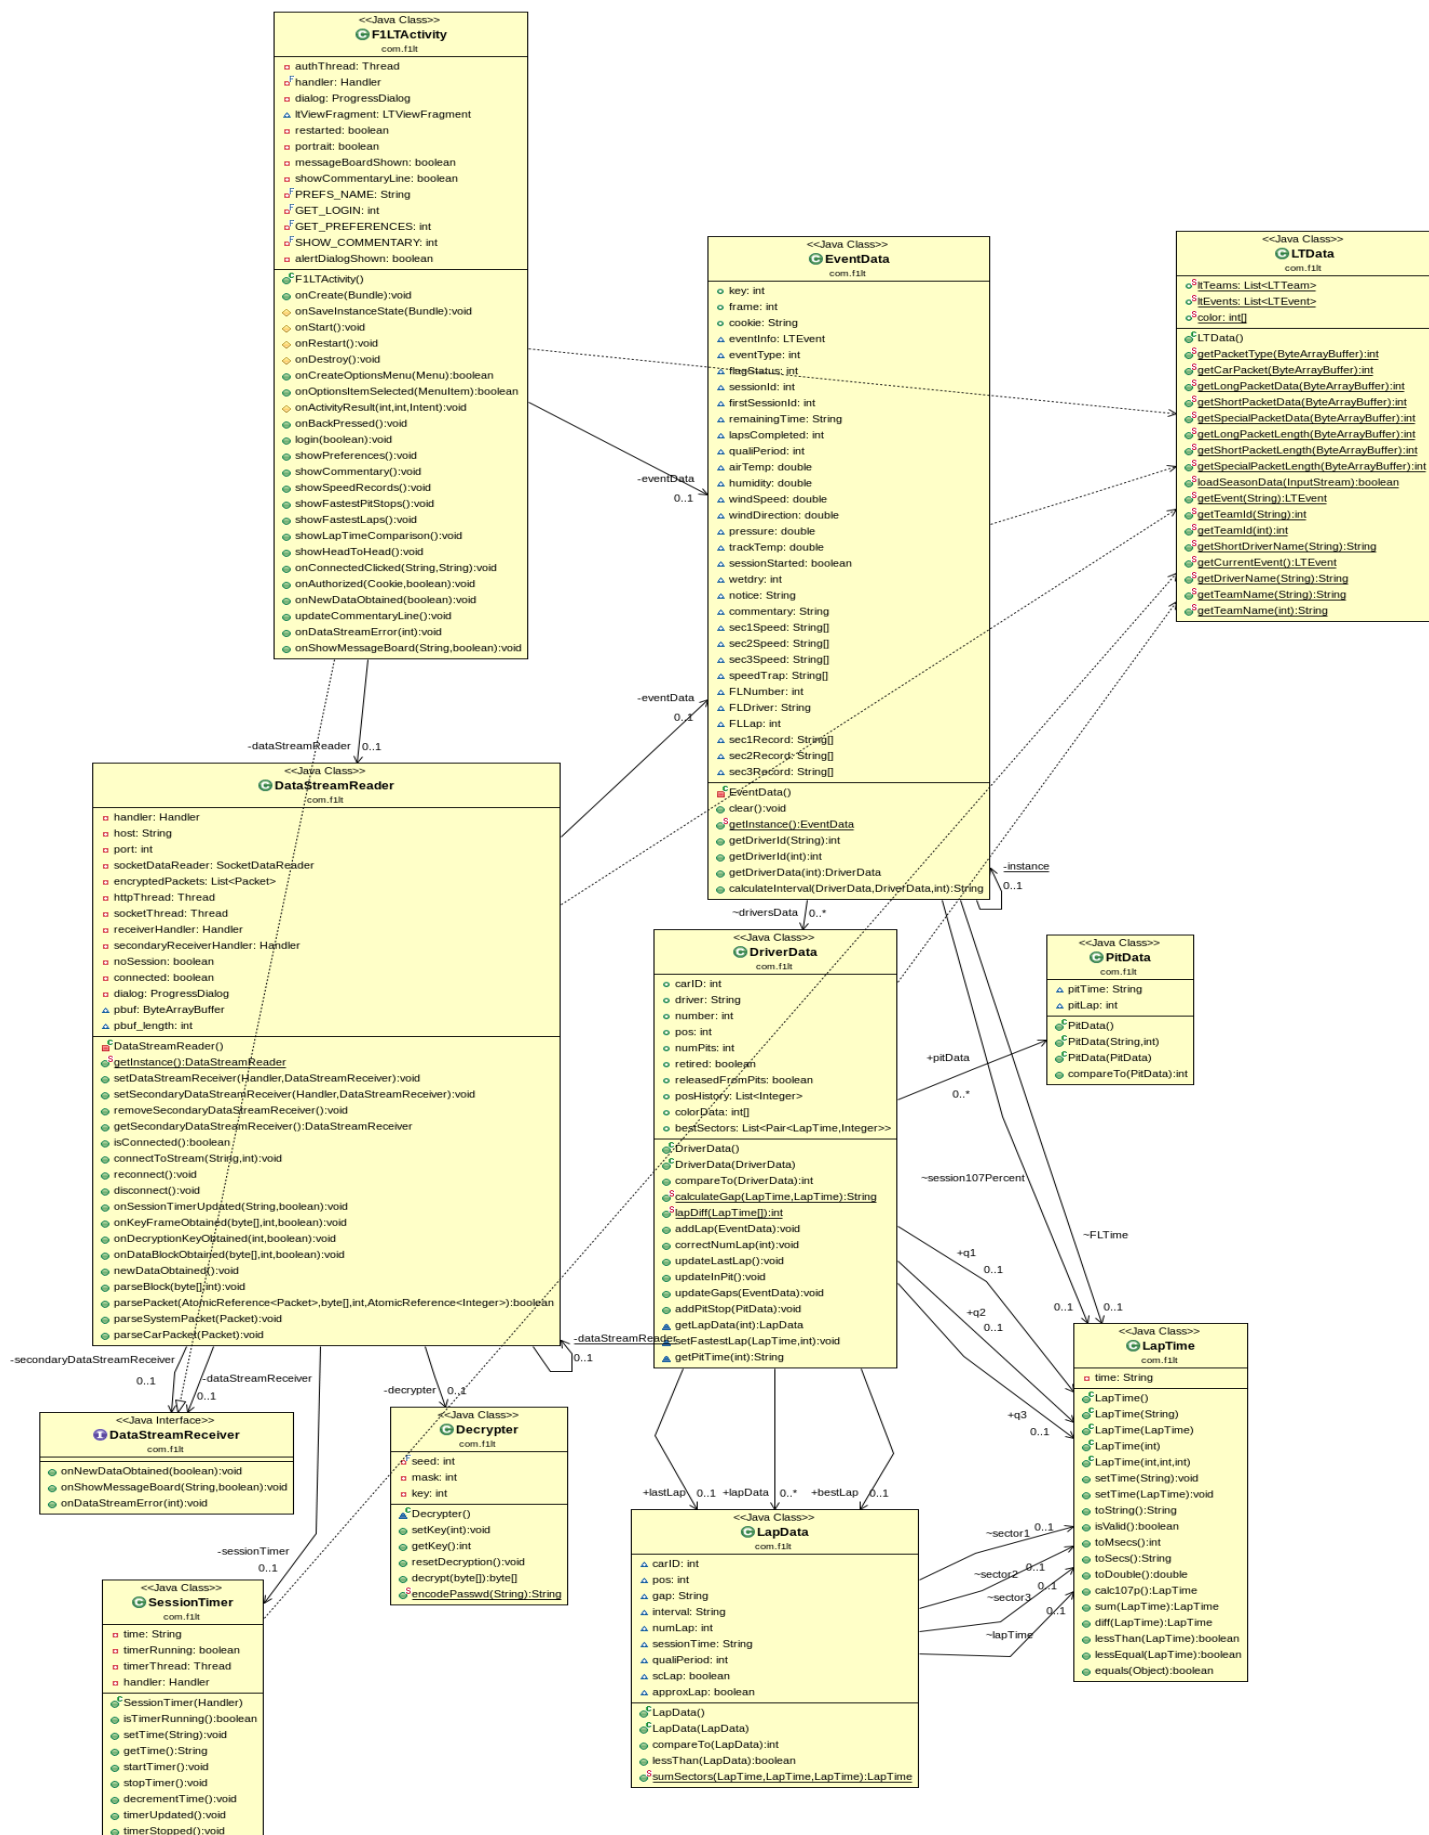 <<Java Class>>
F1LTActivity
com.f1lt
authThread: Thread
handler: Handler
dialog: ProgressDialog
ltViewFragment: LTViewFragment
restarted: boolean
portrait: boolean
messageBoardShown: boolean
showCommentaryLine: boolean
PREFS_NAME: String
GET_LOGIN: int
GET_PREFERENCES: int
SHOW_COMMENTARY: int
alertDialogShown: boolean
F1LTActivity()
onCreate(Bundle):void
onSaveInstanceState(Bundle):void
onStart():void
onRestart():void
onDestroy():void
onCreateOptionsMenu(Menu):boolean
onOptionsItemSelected(MenuItem):boolean
onActivityResult(int,int,Intent):void
onBackPressed():void
login(boolean):void
showPreferences():void
showCommentary():void
showSpeedRecords():void
showFastestPitStops():void
showFastestLaps():void
showLapTimeComparison():void
showHeadToHead():void
onConnectedClicked(String,String):void
onAuthorized(Cookie,boolean):void
onNewDataObtained(boolean):void
updateCommentaryLine():void
onDataStreamError(int):void
onShowMessageBoard(String,boolean):void
-eventData
0..1
-eventData
0..1
-dataStreamReader
0..1
<<Java Class>>
EventData
com.f1lt
key: int
frame: int
cookie: String
eventInfo: LTEvent
eventType: int
flagStatus: int
sessionId: int
firstSessionId: int
remainingTime: String
lapsCompleted: int
qualiPeriod: int
airTemp: double
humidity: double
windSpeed: double
windDirection: double
pressure: double
trackTemp: double
sessionStarted: boolean
wetdry: int
notice: String
commentary: String
sec1Speed: String[]
sec2Speed: String[]
sec3Speed: String[]
speedTrap: String[]
FLNumber: int
FLDriver: String
FLLap: int
sec1Record: String[]
sec2Record: String[]
sec3Record: String[]
EventData()
clear():void
getInstance():EventData
getDriverId(String):int
getDriverId(int):int
getDriverData(int):DriverData
calculateInterval(DriverData,DriverData,int):String
-instance
0..1
~driversData
0..*
<<Java Class>>
LTData
com.f1lt
ltTeams: List<LTTeam>
ltEvents: List<LTEvent>
color: int[]
LTData()
getPacketType(ByteArrayBuffer):int
getCarPacket(ByteArrayBuffer):int
getLongPacketData(ByteArrayBuffer):int
getShortPacketData(ByteArrayBuffer):int
getSpecialPacketData(ByteArrayBuffer):int
getLongPacketLength(ByteArrayBuffer):int
getShortPacketLength(ByteArrayBuffer):int
getSpecialPacketLength(ByteArrayBuffer):int
loadSeasonData(InputStream):boolean
getEvent(String):LTEvent
getTeamId(String):int
getTeamId(int):int
getShortDriverName(String):String
getCurrentEvent():LTEvent
getDriverName(String):String
getTeamName(String):String
getTeamName(int):String
<<Java Class>>
DataStreamReader
com.f1lt
handler: Handler
host: String
port: int
socketDataReader: SocketDataReader
encryptedPackets: List<Packet>
httpThread: Thread
socketThread: Thread
receiverHandler: Handler
secondaryReceiverHandler: Handler
noSession: boolean
connected: boolean
dialog: ProgressDialog
pbuf: ByteArrayBuffer
pbuf_length: int
DataStreamReader()
getInstance():DataStreamReader
setDataStreamReceiver(Handler,DataStreamReceiver):void
setSecondaryDataStreamReceiver(Handler,DataStreamReceiver):void
removeSecondaryDataStreamReceiver():void
getSecondaryDataStreamReceiver():DataStreamReceiver
isConnected():boolean
connectToStream(String,int):void
reconnect():void
disconnect():void
onSessionTimerUpdated(String,boolean):void
onKeyFrameObtained(byte[],int,boolean):void
onDecryptionKeyObtained(int,boolean):void
onDataBlockObtained(byte[],int,boolean):void
newDataObtained():void
parseBlock(byte[],int):void
parsePacket(AtomicReference<Packet>,byte[],int,AtomicReference<Integer>):boolean
parseSystemPacket(Packet):void
parseCarPacket(Packet):void
-dataStreamReader
0..1
-secondaryDataStreamReceiver
0..1
-dataStreamReceiver
0..1
-decrypter
0..1
-sessionTimer
0..1
<<Java Class>>
DriverData
com.f1lt
carID: int
driver: String
number: int
pos: int
numPits: int
retired: boolean
releasedFromPits: boolean
posHistory: List<Integer>
colorData: int[]
bestSectors: List<Pair<LapTime,Integer>>
DriverData()
DriverData(DriverData)
compareTo(DriverData):int
calculateGap(LapTime,LapTime):String
lapDiff(LapTime[]):int
addLap(EventData):void
correctNumLap(int):void
updateLastLap():void
updateInPit():void
updateGaps(EventData):void
addPitStop(PitData):void
getLapData(int):LapData
setFastestLap(LapTime,int):void
getPitTime(int):String
<<Java Class>>
PitData
com.f1lt
pitTime: String
pitLap: int
PitData()
PitData(String,int)
PitData(PitData)
compareTo(PitData):int
+pitData
0..*
~session107Percent
0..1
~FLTime
0..1
+q1
0..1
+q2
0..1
+q3
0..1
<<Java Class>>
LapTime
com.f1lt
time: String
LapTime()
LapTime(String)
LapTime(LapTime)
LapTime(int)
LapTime(int,int,int)
setTime(String):void
setTime(LapTime):void
toString():String
isValid():boolean
toMsecs():int
toSecs():String
toDouble():double
calc107p():LapTime
sum(LapTime):LapTime
diff(LapTime):LapTime
lessThan(LapTime):boolean
lessEqual(LapTime):boolean
equals(Object):boolean
<<Java Interface>>
DataStreamReceiver
com.f1lt
onNewDataObtained(boolean):void
onShowMessageBoard(String,boolean):void
onDataStreamError(int):void
<<Java Class>>
Decrypter
com.f1lt
seed: int
mask: int
key: int
Decrypter()
setKey(int):void
getKey():int
resetDecryption():void
decrypt(byte[]):byte[]
encodePasswd(String):String
+lastLap
0..1
+lapData
0..*
+bestLap
0..1
<<Java Class>>
LapData
com.f1lt
carID: int
pos: int
gap: String
interval: String
numLap: int
sessionTime: String
qualiPeriod: int
scLap: boolean
approxLap: boolean
LapData()
LapData(LapData)
compareTo(LapData):int
lessThan(LapData):boolean
sumSectors(LapTime,LapTime,LapTime):LapTime
~sector1
0..1
~sector2
0..1
~sector3
0..1
~lapTime
0..1
<<Java Class>>
SessionTimer
com.f1lt
time: String
timerRunning: boolean
timerThread: Thread
handler: Handler
SessionTimer(Handler)
isTimerRunning():boolean
setTime(String):void
getTime():String
startTimer():void
stopTimer():void
decrementTime():void
timerUpdated():void
timerStopped():void